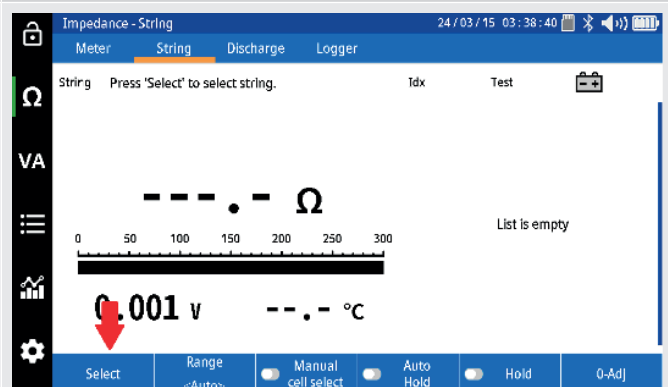 Impedance - String 24 / 03 / 15 03 : 38 : 40
Meter String Discharge Logger
String Press 'Select' to select string. Idx Test
Ω
VA
---.- Ω
List is empty
0 50 100 150 200 250 300
0.001 V --.- °C
Select Range <Auto> Manual cell select Auto Hold Hold 0-Adj